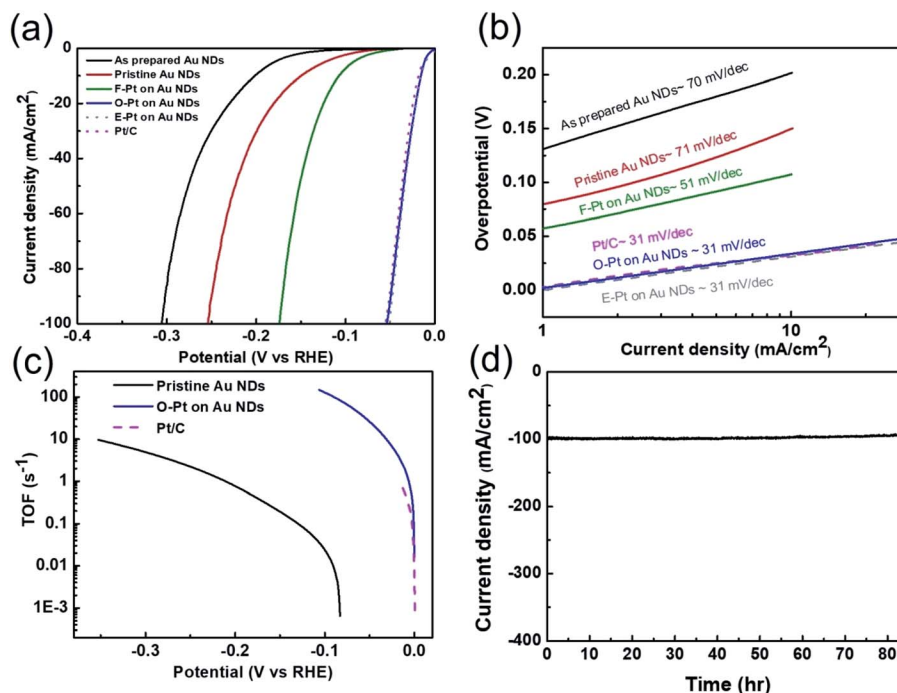 (a)
As prepared Au NDs
Pristine Au NDs
F-Pt on Au NDs
O-Pt on Au NDs
E-Pt on Au NDs
Pt/C
Current density (mA/cm²)
0
-20
-40
-60
-80
-100
-0.4 -0.3 -0.2 -0.1 0.0
Potential (V vs RHE)
(b)
Overpotential (V)
0.20
0.15
0.10
0.05
0.00
As prepared Au NDs~ 70 mV/dec
Pristine Au NDs~ 71 mV/dec
F-Pt on Au NDs~ 51 mV/dec
Pt/C~ 31 mV/dec
O-Pt on Au NDs ~ 31 mV/dec
E-Pt on Au NDs ~ 31 mV/dec
1 10
Current density (mA/cm²)
(c)
Pristine Au NDs
O-Pt on Au NDs
Pt/C
TOF (s⁻¹)
100
10
1
0.1
0.01
1E-3
-0.3 -0.2 -0.1 0.0
Potential (V vs RHE)
(d)
Current density (mA/cm²)
0
-100
-200
-300
-400
0 10 20 30 40 50 60 70 80
Time (hr)